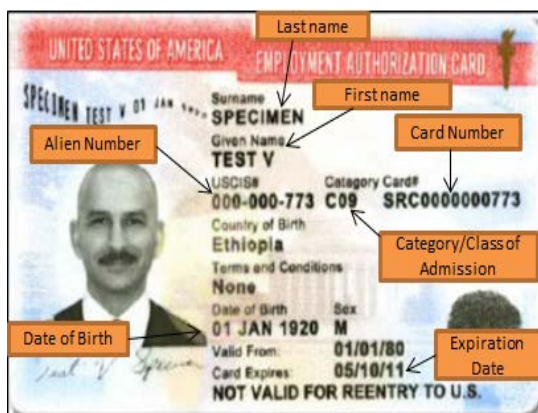 Last name
UNITED STATES OF AMERICA EMPLOYMENT AUTHORIZATION CARD
SPECIMEN TEST V 01 JAN
Surname
SPECIMEN
First name
Given Name
TEST V
Alien Number
Card Number
USCIS# Category Card#
000-000-773 C09 SRC0000000773
Country of Birth
Ethiopia
Category/Class of
Admission
Terms and Conditions
None
Date of Birth Sex
01 JAN 1920 M
Date of Birth
Valid From: 01/01/80
Card Expires: 05/10/11
Expiration
Date
NOT VALID FOR REENTRY TO U.S.
Test V Specimen